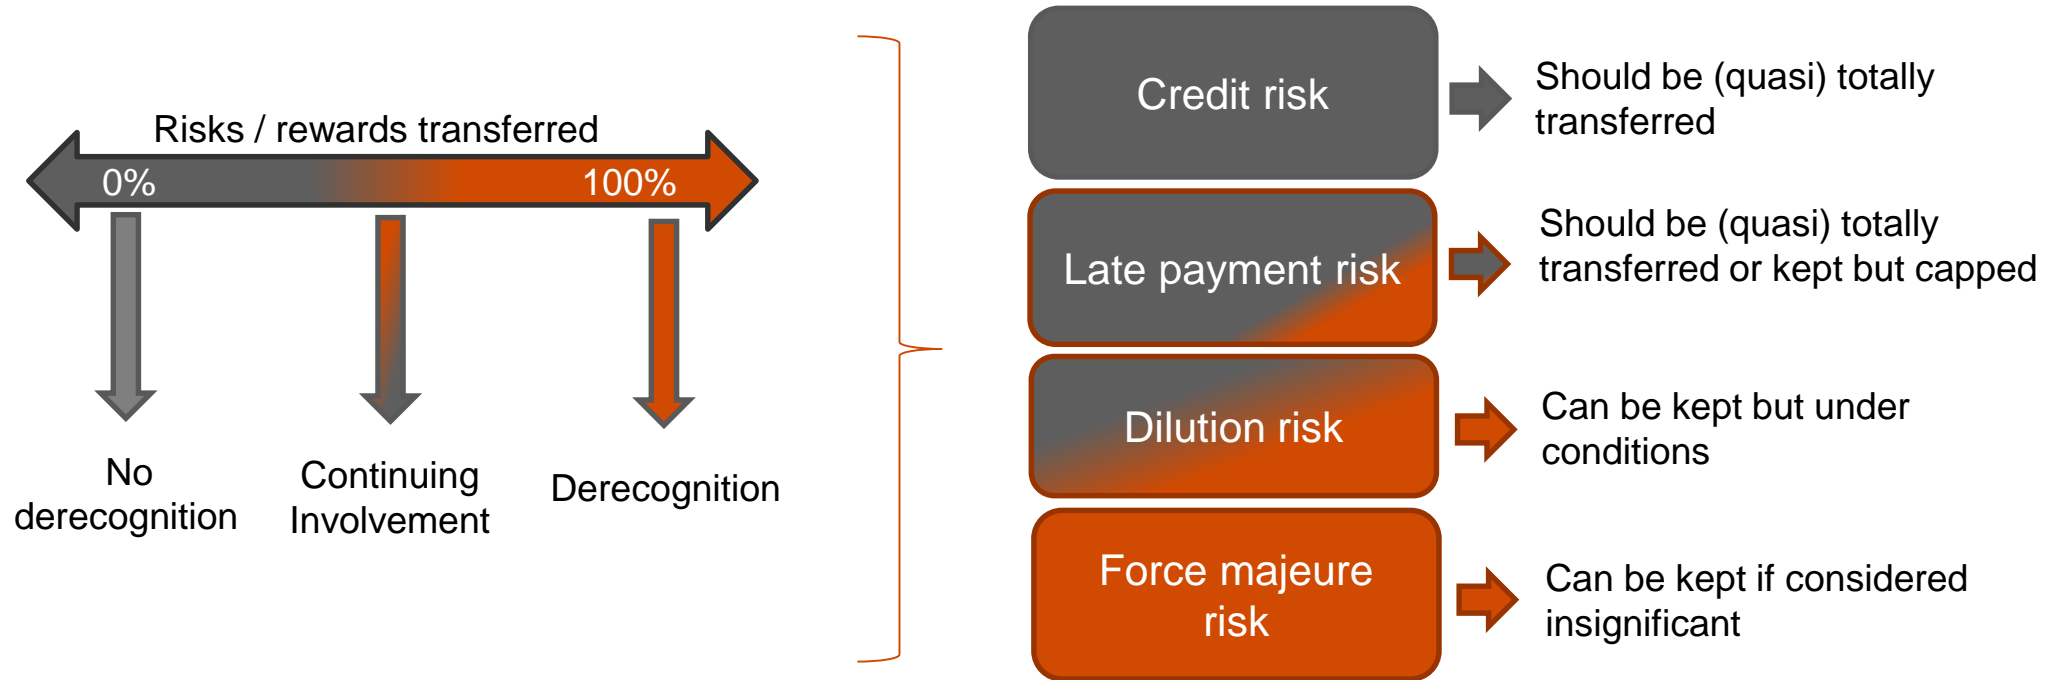 Risks / rewards transferred
0%
100%
No
derecognition
Continuing
Involvement
Derecognition
Credit risk
Should be (quasi) totally
transferred
Late payment risk
Should be (quasi) totally
transferred or kept but capped
Dilution risk
Can be kept but under
conditions
Force majeure
risk
Can be kept if considered
insignificant